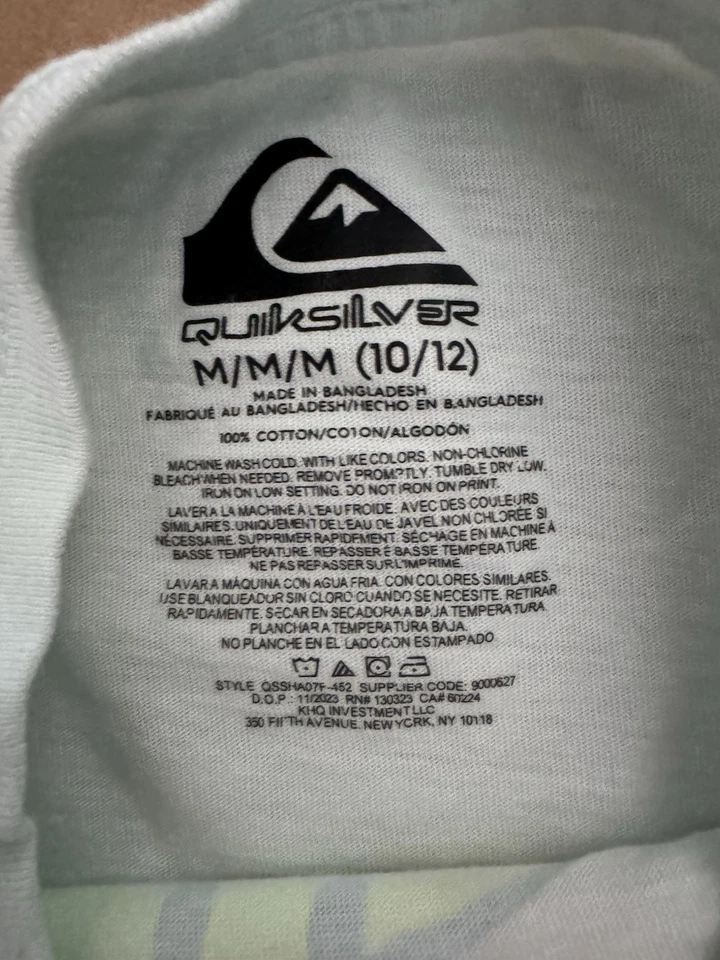 QUIKSILVER
M/M/M (10/12)
MADE IN BANGLADESH
FABRIQUÉ AU BANGLADESH/HECHO EN BANGLADESH
100% COTTON/COTON/ALGODÓN
MACHINE WASH COLD. WITH LIKE COLORS. NON-CHLORINE
BLEACH WHEN NEEDED. REMOVE PROMPTLY. TUMBLE DRY LOW.
IRON ON LOW SETTING. DO NOT IRON ON PRINT.
LAVER A LA MACHINE À L'EAU FROIDE. AVEC DES COULEURS
SIMILAIRES. UNIQUEMENT DE L'EAU DE JAVEL NON CHLORÉE SI
NÉCESSAIRE. SUPPRIMER RAPIDEMENT. SÉCHAGE EN MACHINE À
BASSE TEMPÉRATURE. REPASSER À BASSE TEMPÉRATURE.
NE PAS REPASSER SUR L'IMPRIME.
LAVAR A MÁQUINA CON AGUA FRIA. CON COLORES SIMILARES.
USE BLANQUEADOR SIN CLORO CUANDO SE NECESITE. RETIRAR
RAPIDAMENTE. SECAR EN SECADORA A BAJA TEMPERATURA.
PLANCHAR A TEMPERATURA BAJA.
NO PLANCHE EN EL LADO CON ESTAMPADO
STYLE QSSHA07F-452 SUPPLIER CODE: 9000627
D.O.P.: 11/2023 RN# 130323 CA# 60224
KHQ INVESTMENT LLC
350 FIFTH AVENUE. NEW YORK, NY 10118